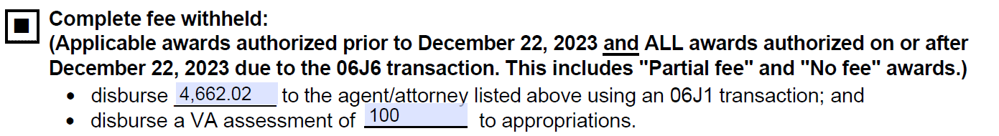 Complete fee withheld:
(Applicable awards authorized prior to December 22, 2023 and ALL awards authorized on or after
December 22, 2023 due to the 06J6 transaction. This includes "Partial fee" and "No fee" awards.)
• disburse 4,662.02 to the agent/attorney listed above using an 06J1 transaction; and
• disburse a VA assessment of 100 to appropriations.